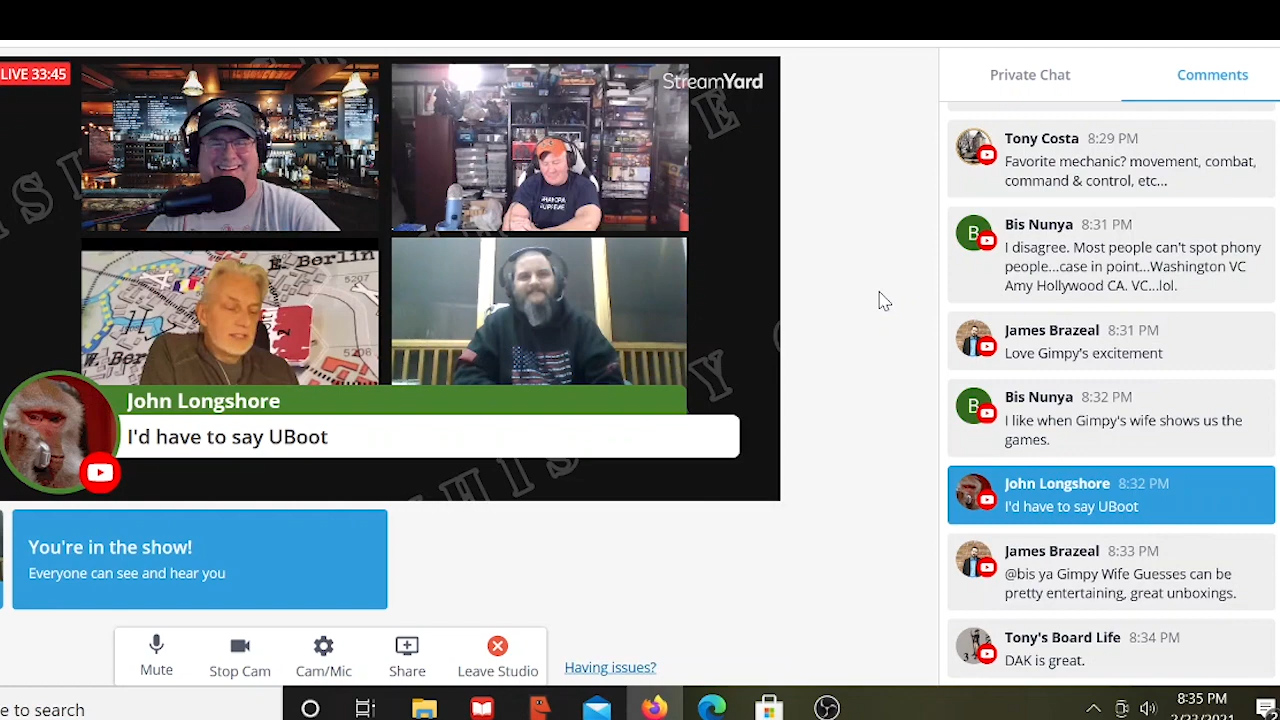 LIVE 33:45
StreamYard
E. Berlin
5207
5208
GRANDPA
SUPREME
John Longshore
I'd have to say UBoot
You're in the show!
Everyone can see and hear you
Mute
Stop Cam
Cam/Mic
Share
Leave Studio
Having issues?
Private Chat
Comments
Tony Costa 8:29 PM
Favorite mechanic? movement, combat,
command & control, etc...
B
Bis Nunya 8:31 PM
I disagree. Most people can't spot phony
people...case in point...Washington VC
Amy Hollywood CA. VC...lol.
James Brazeal 8:31 PM
Love Gimpy's excitement
B
Bis Nunya 8:32 PM
I like when Gimpy's wife shows us the
games.
John Longshore 8:32 PM
I'd have to say UBoot
James Brazeal 8:33 PM
@bis ya Gimpy Wife Guesses can be
pretty entertaining, great unboxings.
Tony's Board Life 8:34 PM
DAK is great.
e to search
8:35 PM